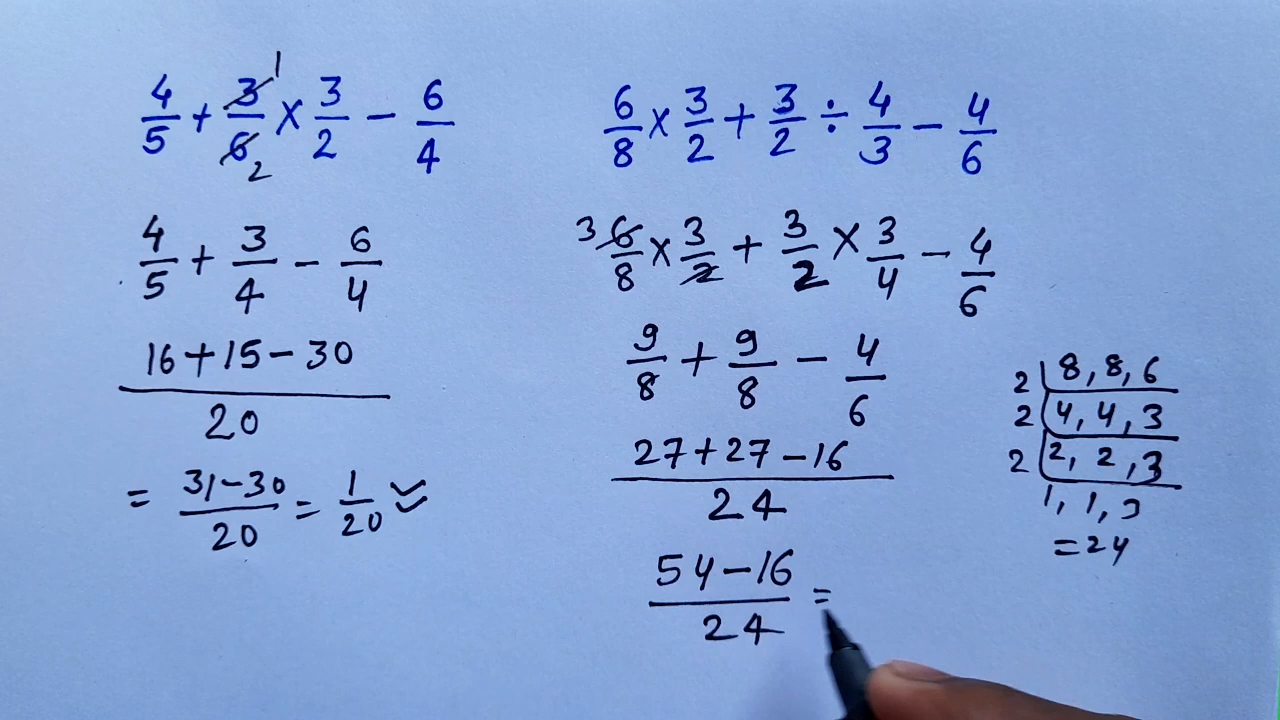 4/5 + 3/6 × 3/2 − 6/4
1
2
4/5 + 3/4 − 6/4
16+15−30
20
= 31−30/20 = 1/20
6/8 × 3/2 + 3/2 ÷ 4/3 − 4/6
3 6/8 × 3/2 + 3/2 × 3/4 − 4/6
9/8 + 9/8 − 4/6
27+27−16
24
54−16/24 =
2 8, 8, 6
2 4, 4, 3
2 2, 2, 3
1, 1, 3
=24